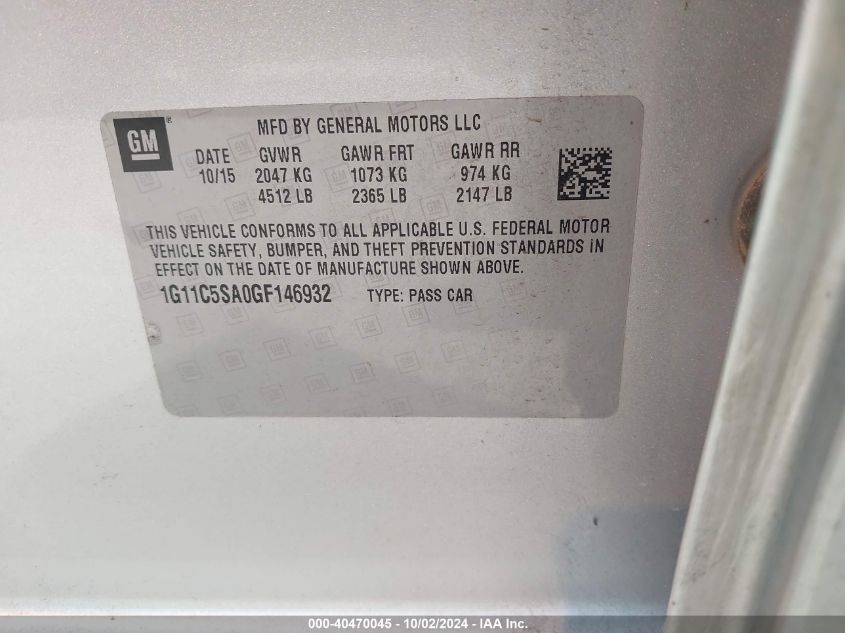 GM ® MFD BY GENERAL MOTORS LLC
DATE GVWR GAWR FRT GAWR RR
10/15 2047 KG 1073 KG 974 KG
4512 LB 2365 LB 2147 LB
THIS VEHICLE CONFORMS TO ALL APPLICABLE U.S. FEDERAL MOTOR
VEHICLE SAFETY, BUMPER, AND THEFT PREVENTION STANDARDS IN
EFFECT ON THE DATE OF MANUFACTURE SHOWN ABOVE.
1G11C5SA0GF146932 TYPE: PASS CAR
000-40470045 - 10/02/2024 - IAA Inc.